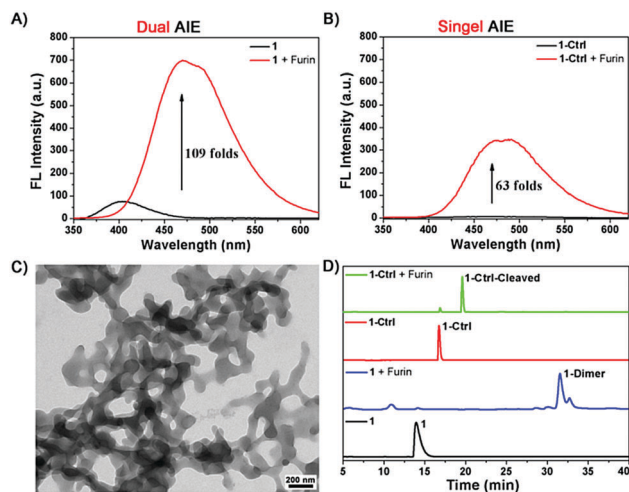 A)
Dual AIE
1
1 + Furin
FL Intensity (a.u.)
800
700
600
500
400
300
200
100
0
109 folds
350 400 450 500 550 600
Wavelength (nm)
B)
Singel AIE
1-Ctrl
1-Ctrl + Furin
FL Intensity (a.u.)
800
700
600
500
400
300
200
100
0
63 folds
350 400 450 500 550 600
Wavelength (nm)
C)
200 nm
D)
1-Ctrl + Furin
1-Ctrl-Cleaved
1-Ctrl
1-Ctrl
1 + Furin
1-Dimer
1
1
5 10 15 20 25 30 35 40
Time (min)